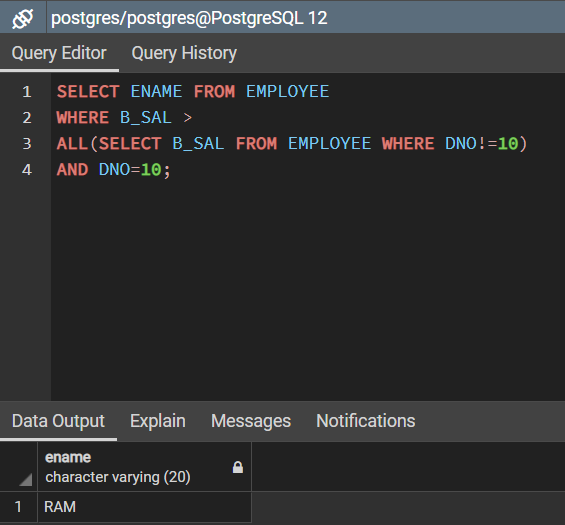 postgres/postgres@PostgreSQL 12
Query Editor Query History
1 SELECT ENAME FROM EMPLOYEE
2 WHERE B_SAL >
3 ALL(SELECT B_SAL FROM EMPLOYEE WHERE DNO!=10)
4 AND DNO=10;
Data Output Explain Messages Notifications
ename
character varying (20)
1 RAM